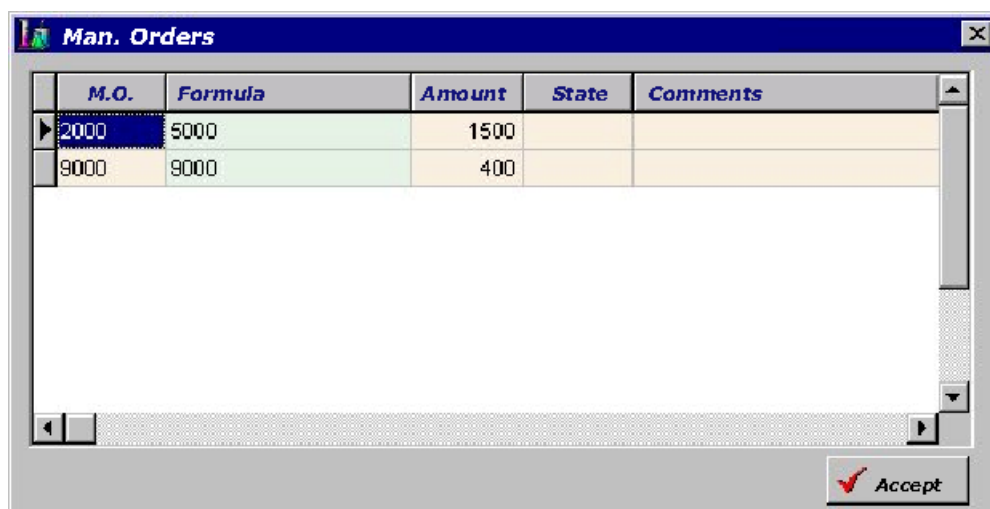 Man. Orders
M.O. Formula Amount State Comments
2000 5000 1500
9000 9000 400
Accept